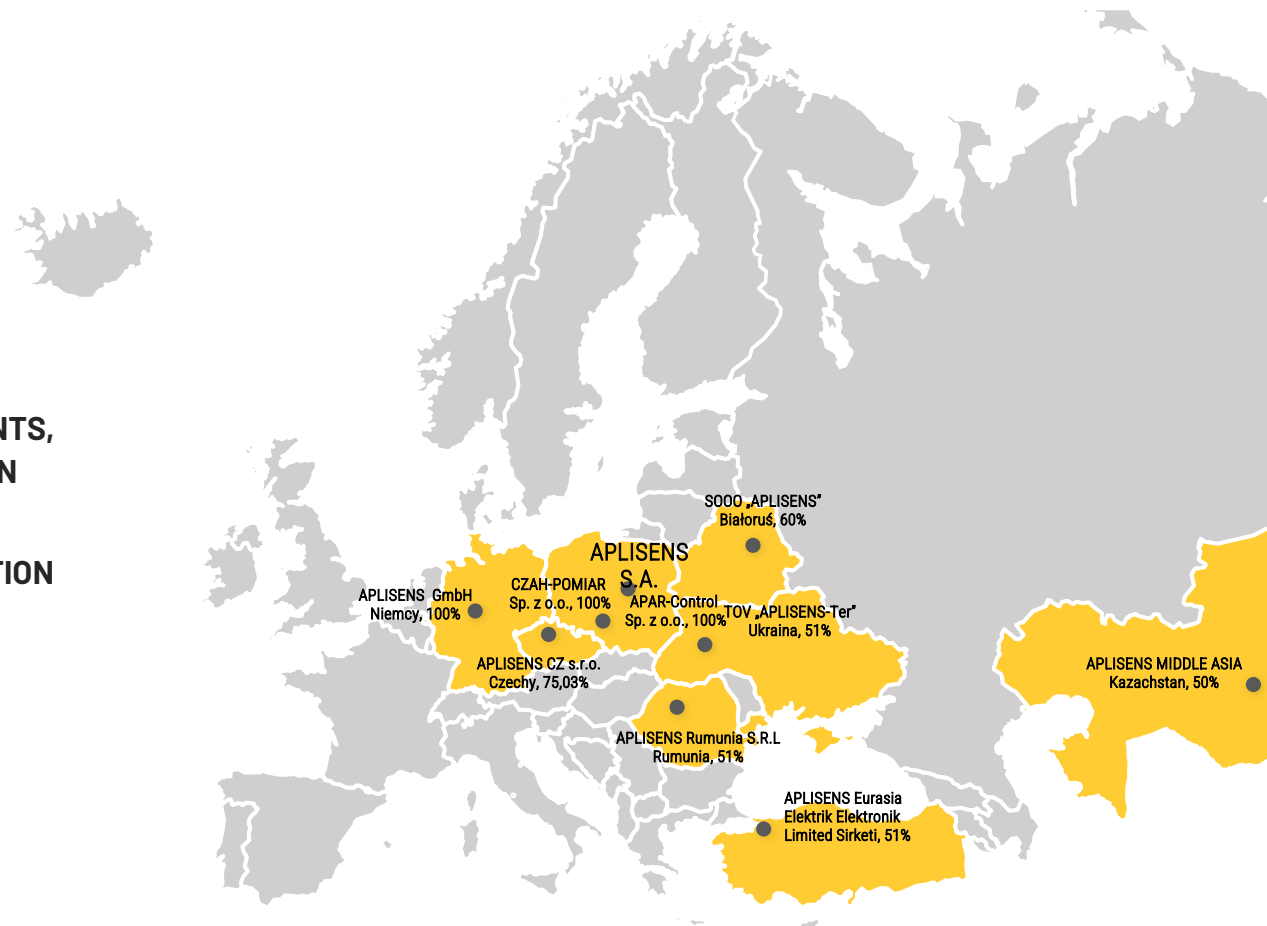 NTS,
N
TION
SOOO „APLISENS”
Białoruś, 60%
APLISENS
S.A.
CZAH-POMIAR
Sp. z o.o., 100%
APLISENS GmbH
Niemcy, 100%
APAR-Control
Sp. z o.o., 100%
TOV „APLISENS-Ter”
Ukraina, 51%
APLISENS CZ s.r.o.
Czechy, 75,03%
APLISENS MIDDLE ASIA
Kazachstan, 50%
APLISENS Rumunia S.R.L
Rumunia, 51%
APLISENS Eurasia
Elektrik Elektronik
Limited Sirketi, 51%